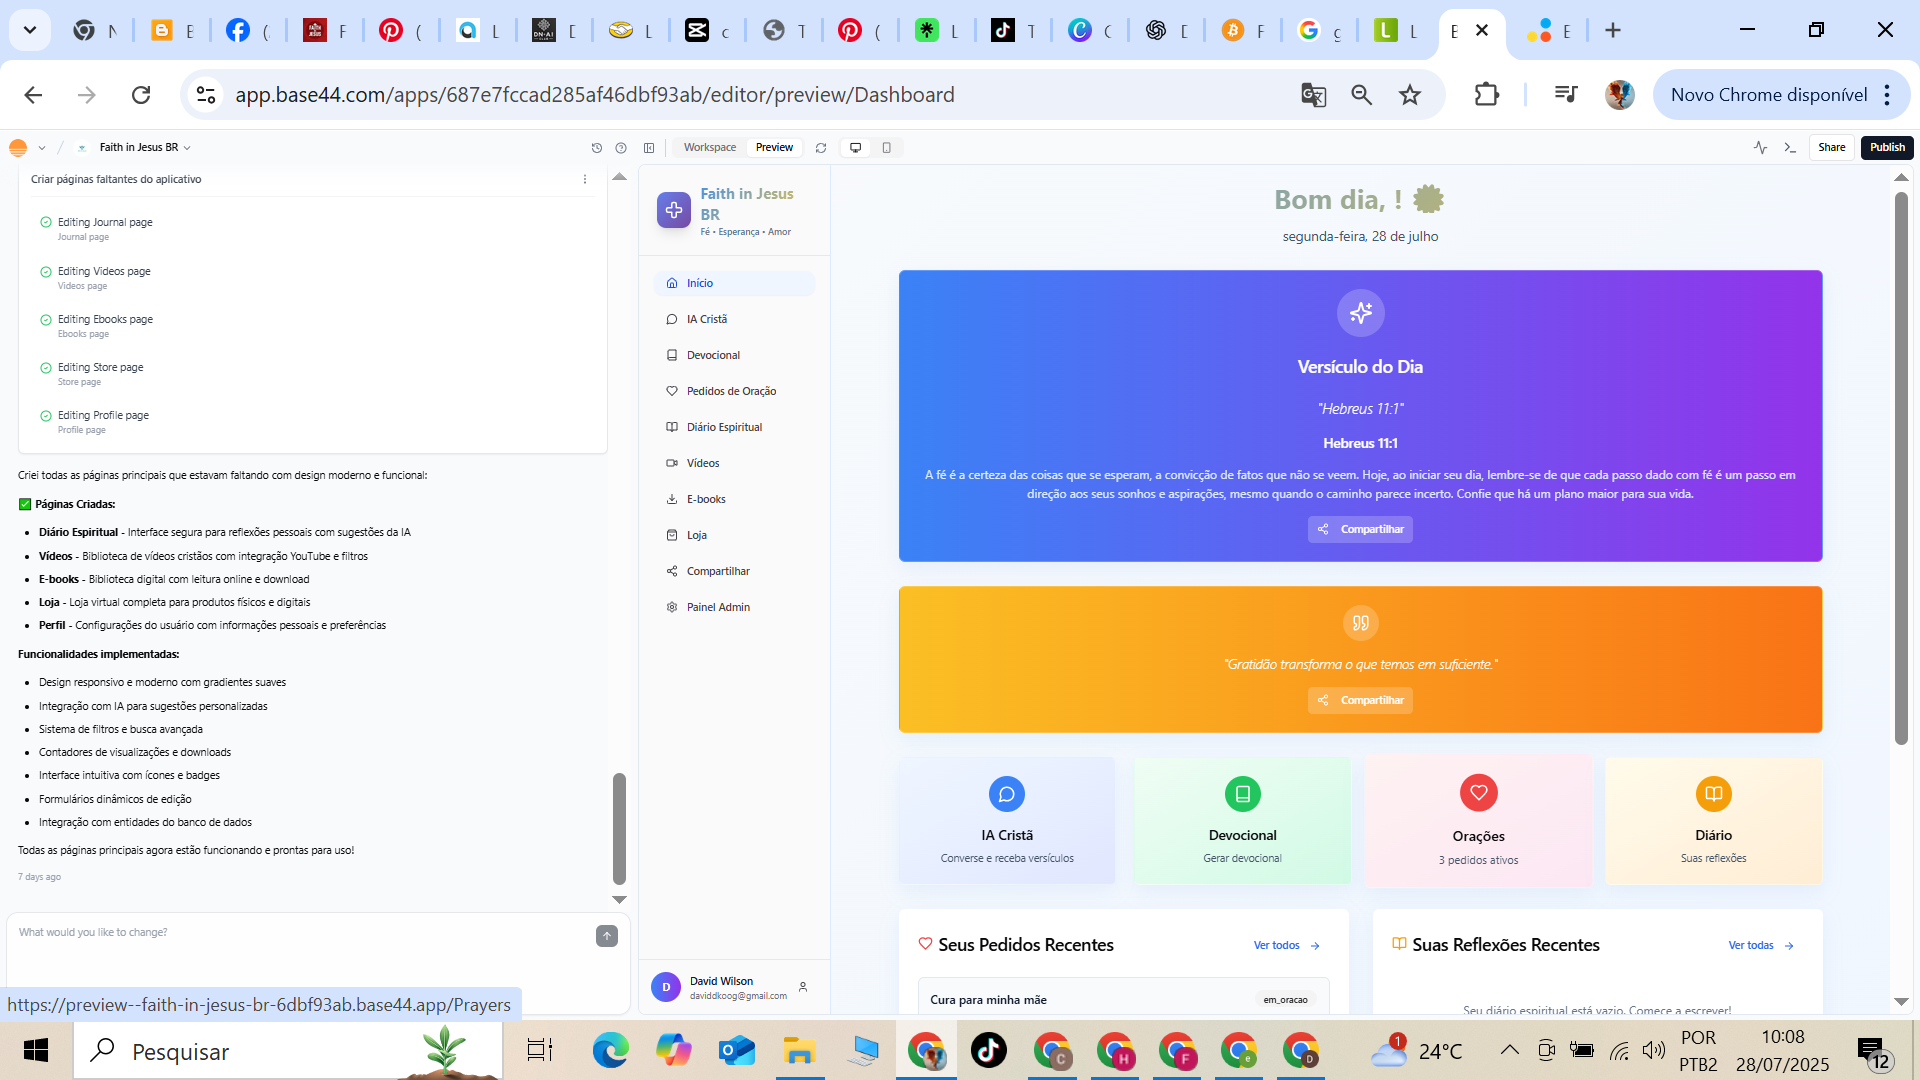 N
E
(
F
(
L
D
L
c
T
(
L
T
C
D
F
g
L
E
E
app.base44.com/apps/687e7fccad285af46dbf93ab/editor/preview/Dashboard
Novo Chrome disponível
Faith in Jesus BR
Workspace
Preview
Share
Publish
Criar páginas faltantes do aplicativo
Editing Journal page
Journal page
Editing Videos page
Videos page
Editing Ebooks page
Ebooks page
Editing Store page
Store page
Editing Profile page
Profile page
Criei todas as páginas principais que estavam faltando com design moderno e funcional:
✅ Páginas Criadas:
• Diário Espiritual - Interface segura para reflexões pessoais com sugestões da IA
• Vídeos - Biblioteca de vídeos cristãos com integração YouTube e filtros
• E-books - Biblioteca digital com leitura online e download
• Loja - Loja virtual completa para produtos físicos e digitais
• Perfil - Configurações do usuário com informações pessoais e preferências
Funcionalidades implementadas:
• Design responsivo e moderno com gradientes suaves
• Integração com IA para sugestões personalizadas
• Sistema de filtros e busca avançada
• Contadores de visualizações e downloads
• Interface intuitiva com ícones e badges
• Formulários dinâmicos de edição
• Integração com entidades do banco de dados
Todas as páginas principais agora estão funcionando e prontas para uso!
7 days ago
What would you like to change?
https://preview--faith-in-jesus-br-6dbf93ab.base44.app/Prayers
Faith in Jesus
BR
Fé • Esperança • Amor
Início
IA Cristã
Devocional
Pedidos de Oração
Diário Espiritual
Vídeos
E-books
Loja
Compartilhar
Painel Admin
D
David Wilson
daviddkoog@gmail.com
Bom dia, !
segunda-feira, 28 de julho
Versículo do Dia
"Hebreus 11:1"
Hebreus 11:1
A fé é a certeza das coisas que se esperam, a convicção de fatos que não se veem. Hoje, ao iniciar seu dia, lembre-se de que cada passo dado com fé é um passo em
direção aos seus sonhos e aspirações, mesmo quando o caminho parece incerto. Confie que há um plano maior para sua vida.
Compartilhar
"Gratidão transforma o que temos em suficiente."
Compartilhar
IA Cristã
Converse e receba versículos
Devocional
Gerar devocional
Orações
3 pedidos ativos
Diário
Suas reflexões
Seus Pedidos Recentes
Ver todos
Cura para minha mãe
em_oracao
Suas Reflexões Recentes
Ver todas
Seu diário espiritual está vazio. Comece a escrever!
Pesquisar
C
H
F
e
D
1
24°C
POR
PTB2
10:08
28/07/2025
12